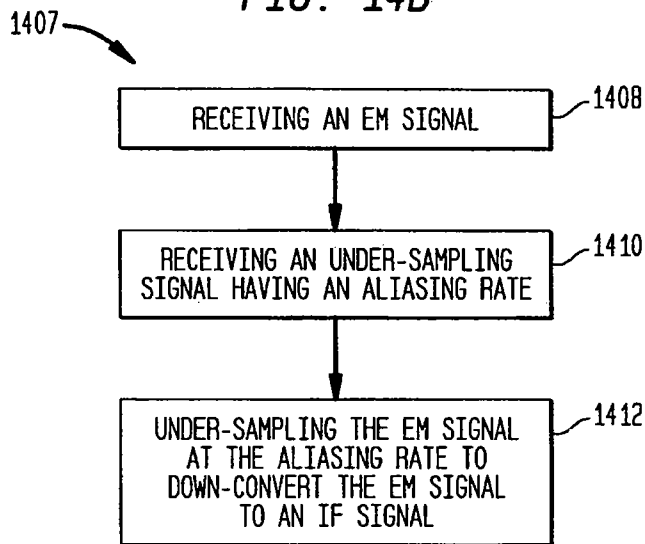 FIG. 14B
1407
RECEIVING AN EM SIGNAL
1408
RECEIVING AN UNDER-SAMPLING
SIGNAL HAVING AN ALIASING RATE
1410
UNDER-SAMPLING THE EM SIGNAL
AT THE ALIASING RATE TO
DOWN-CONVERT THE EM SIGNAL
TO AN IF SIGNAL
1412